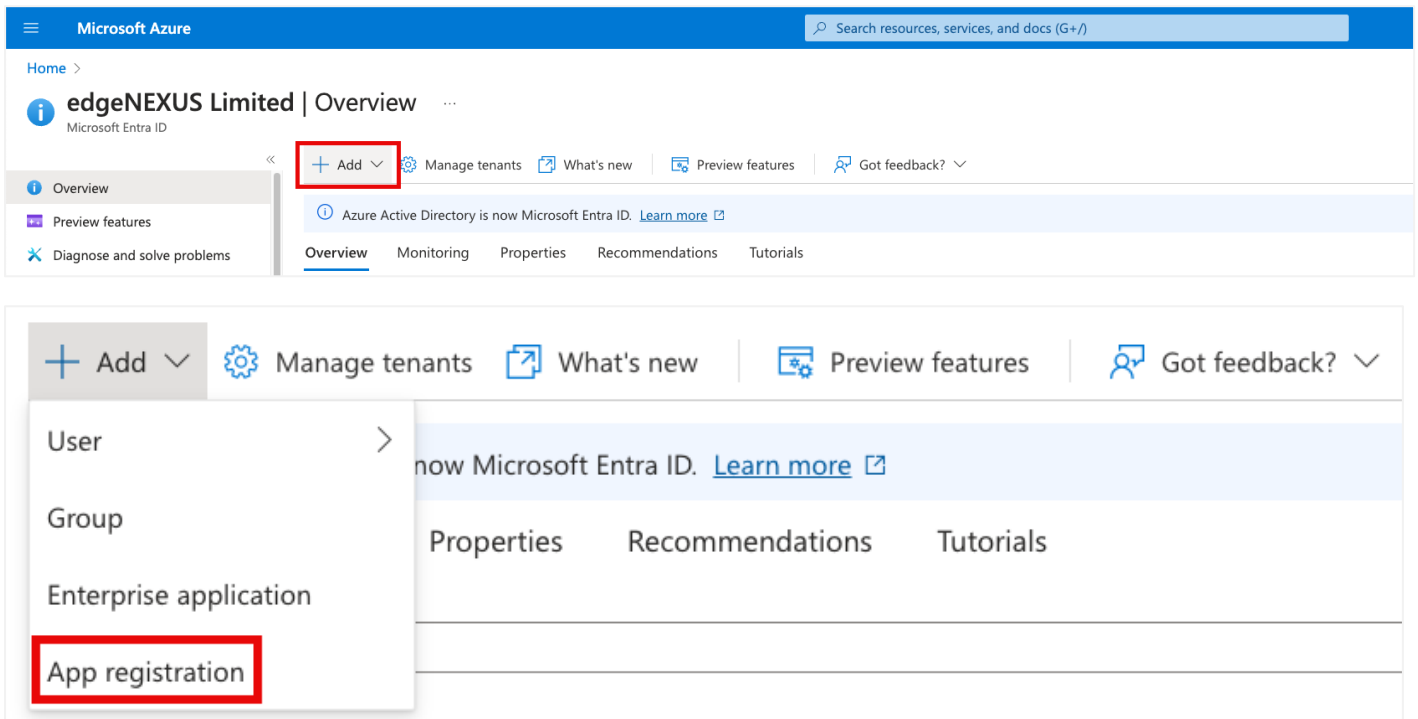 Microsoft Azure
Search resources, services, and docs (G+/)
Home >
edgeNEXUS Limited | Overview ...
Microsoft Entra ID
«
Add Manage tenants What's new Preview features Got feedback?
Overview
Preview features
Diagnose and solve problems
Azure Active Directory is now Microsoft Entra ID. Learn more
Overview Monitoring Properties Recommendations Tutorials
Add Manage tenants What's new Preview features Got feedback?
User >
Group
Enterprise application
App registration
now Microsoft Entra ID. Learn more
Properties Recommendations Tutorials